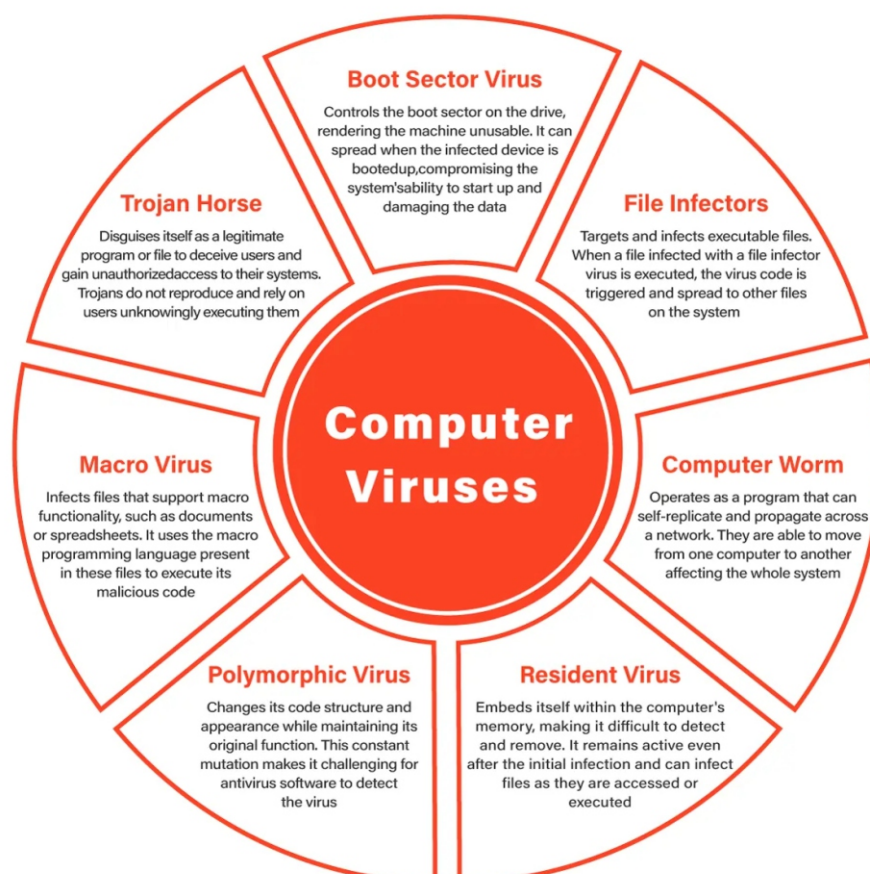 Boot Sector Virus
Controls the boot sector on the drive,
rendering the machine unusable. It can
spread when the infected device is
bootedup,compromising the
system'sability to start up and
damaging the data
File Infectors
Targets and infects executable files.
When a file infected with a file infector
virus is executed, the virus code is
triggered and spread to other files
on the system
Computer Worm
Operates as a program that can
self-replicate and propagate across
a network. They are able to move
from one computer to another
affecting the whole system
Resident Virus
Embeds itself within the computer's
memory, making it difficult to detect
and remove. It remains active even
after the initial infection and can infect
files as they are accessed or
executed
Polymorphic Virus
Changes its code structure and
appearance while maintaining its
original function. This constant
mutation makes it challenging for
antivirus software to detect
the virus
Macro Virus
Infects files that support macro
functionality, such as documents
or spreadsheets. It uses the macro
programming language present
in these files to execute its
malicious code
Trojan Horse
Disguises itself as a legitimate
program or file to deceive users and
gain unauthorizedaccess to their systems.
Trojans do not reproduce and rely on
users unknowingly executing them
Computer
Viruses